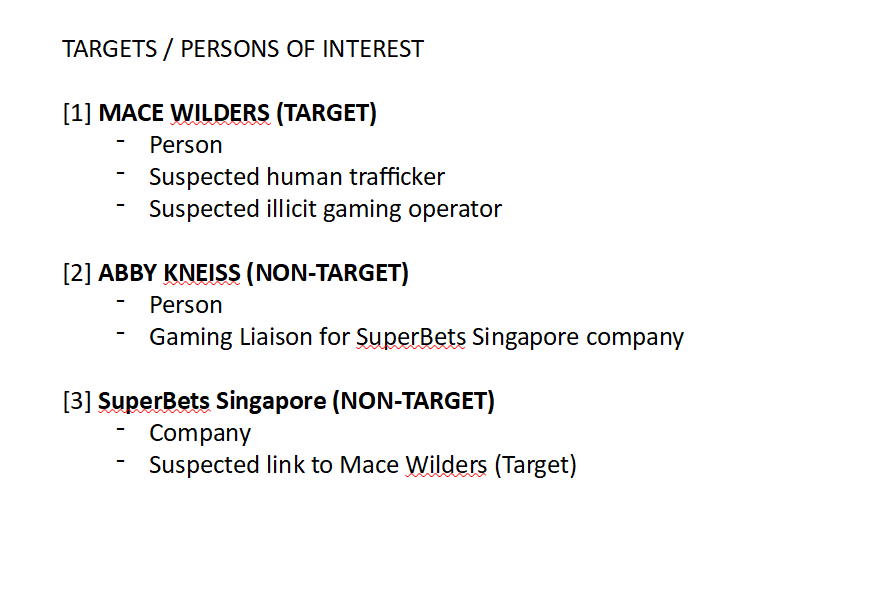 TARGETS / PERSONS OF INTEREST
[1] MACE WILDERS (TARGET)
- Person
- Suspected human trafficker
- Suspected illicit gaming operator
[2] ABBY KNEISS (NON-TARGET)
- Person
- Gaming Liaison for SuperBets Singapore company
[3] SuperBets Singapore (NON-TARGET)
- Company
- Suspected link to Mace Wilders (Target)